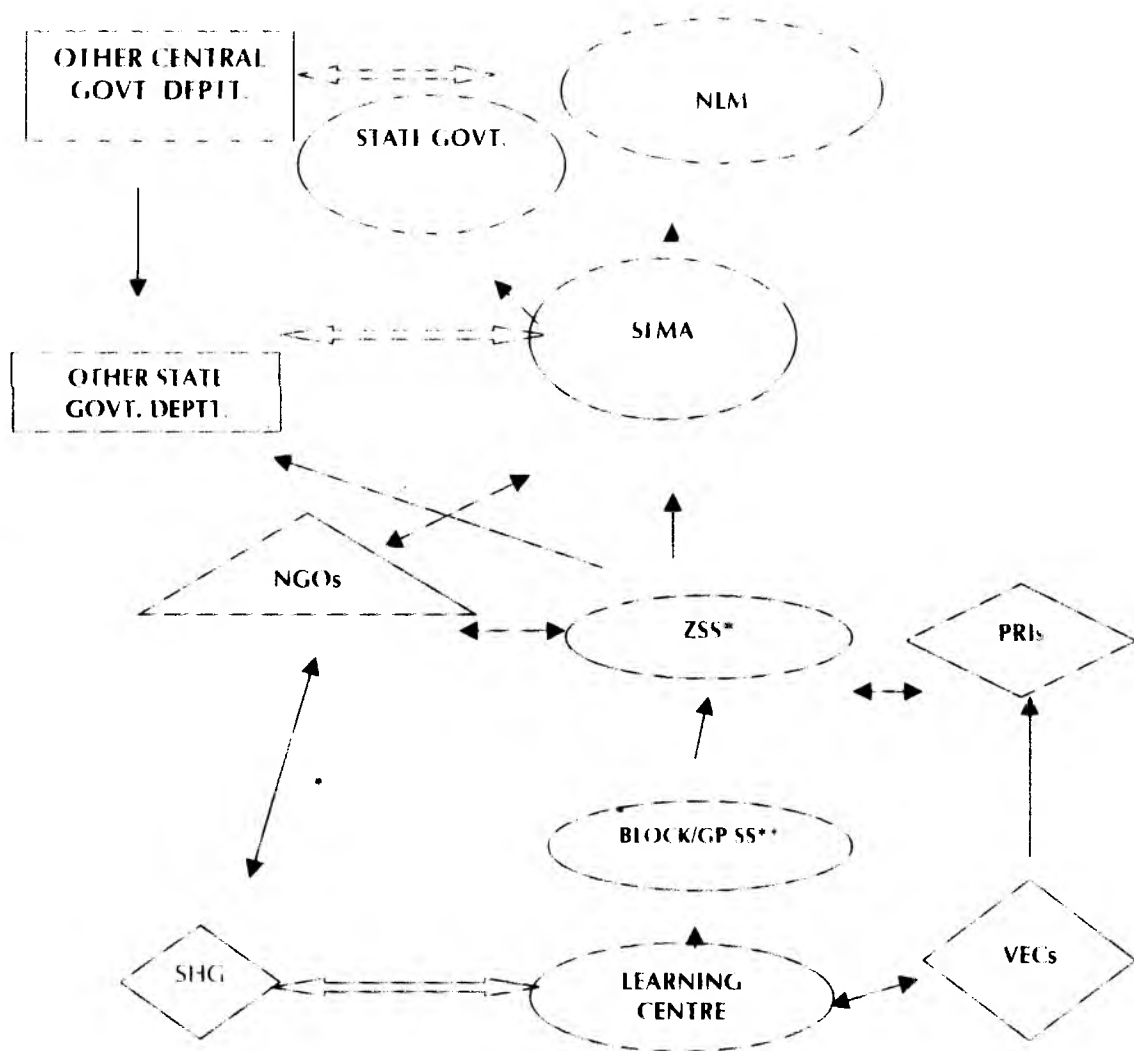 OTHER CENTRAL
GOVT. DEPTT.
NLM
STATE GOVT.
SLMA
OTHER STATE
GOVT. DEPTT.
NGOs
ZSS*
PRIs
BLOCK/GP SS**
SHG
LEARNING
CENTRE
VECs